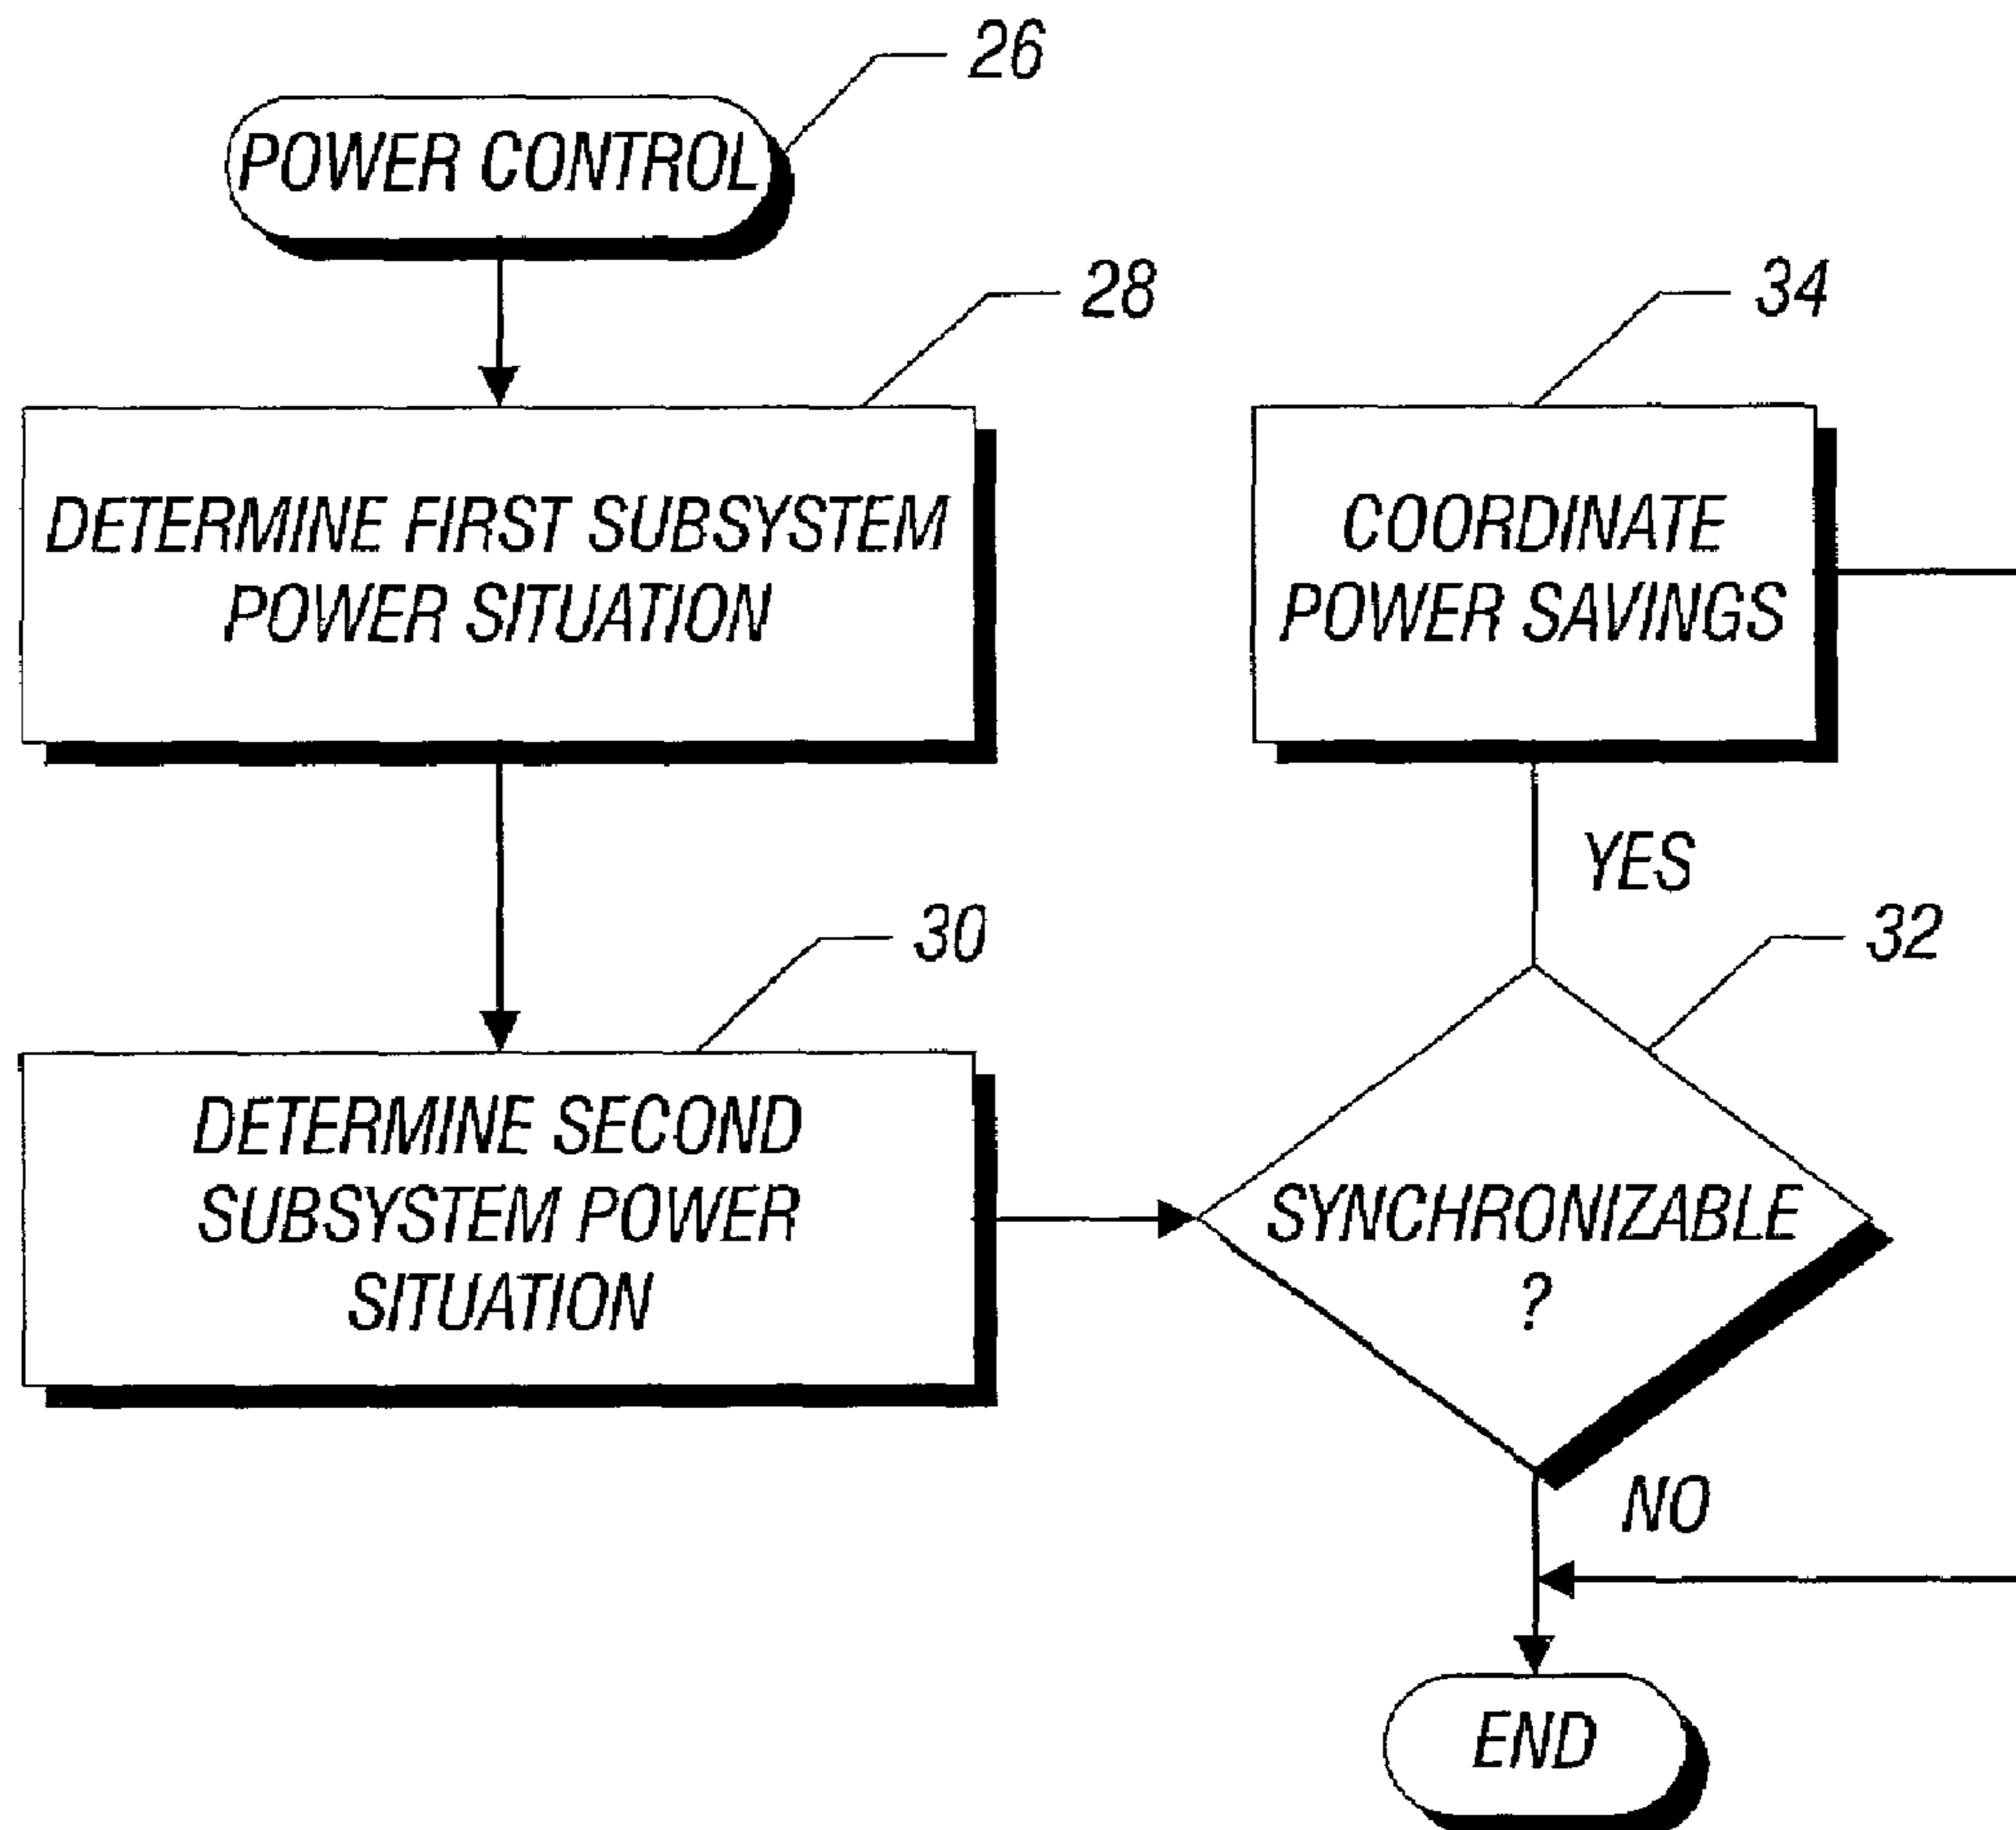 26
POWER CONTROL
28
DETERMINE FIRST SUBSYSTEM
POWER SITUATION
34
COORDINATE
POWER SAVINGS
YES
30
DETERMINE SECOND
SUBSYSTEM POWER
SITUATION
32
SYNCHRONIZABLE
?
NO
END